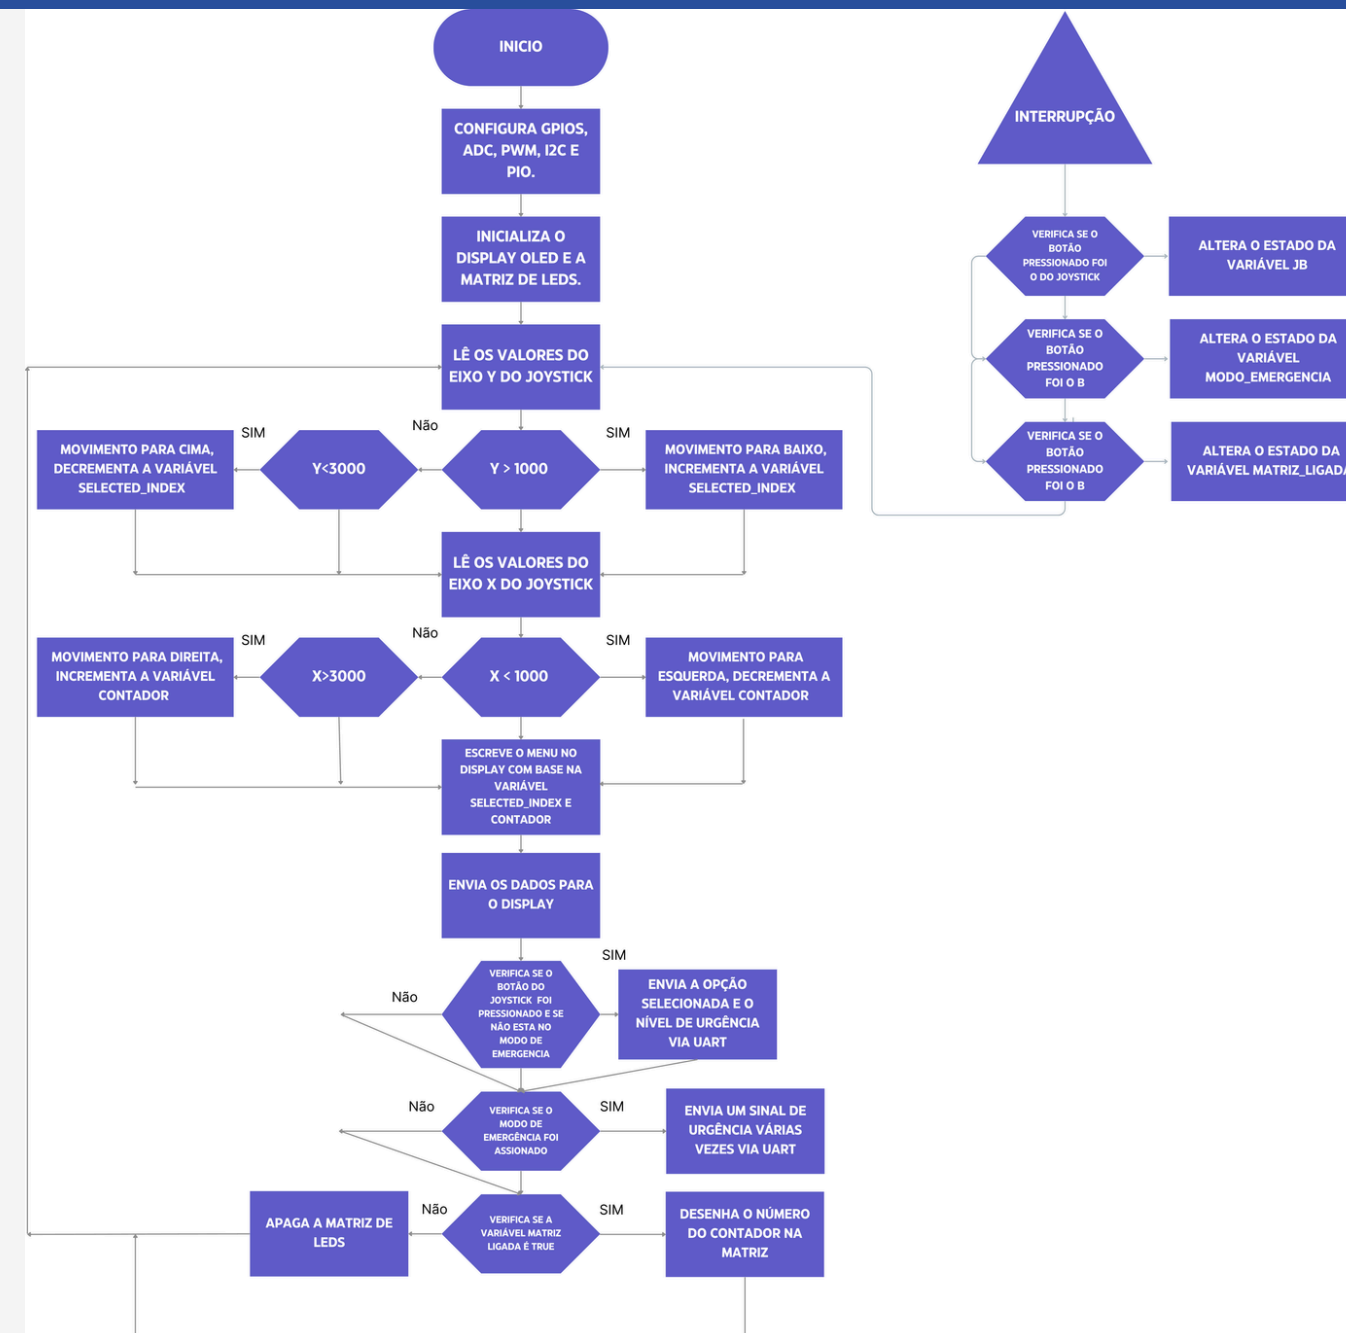 INICIO
CONFIGURA GPIOS,
ADC, PWM, I2C E
PIO.
INICIALIZA O
DISPLAY OLED E A
MATRIZ DE LEDS.
LÊ OS VALORES DO
EIXO Y DO JOYSTICK
Não
SIM
SIM
Y > 1000
Y<3000
MOVIMENTO PARA CIMA,
DECREMENTA A VARIÁVEL
SELECTED_INDEX
MOVIMENTO PARA BAIXO,
INCREMENTA A VARIÁVEL
SELECTED_INDEX
LÊ OS VALORES DO
EIXO X DO JOYSTICK
Não
SIM
SIM
X < 1000
X>3000
MOVIMENTO PARA DIREITA,
INCREMENTA A VARIÁVEL
CONTADOR
MOVIMENTO PARA
ESQUERDA, DECREMENTA A
VARIÁVEL CONTADOR
ESCREVE O MENU NO
DISPLAY COM BASE NA
VARIÁVEL
SELECTED_INDEX E
CONTADOR
ENVIA OS DADOS PARA
O DISPLAY
VERIFICA SE O
BOTÃO DO
JOYSTICK FOI
PRESSIONADO E SE
NÃO ESTA NO
MODO DE
EMERGENCIA
Não
SIM
ENVIA A OPÇÃO
SELECIONADA E O
NÍVEL DE URGÊNCIA
VIA UART
VERIFICA SE O
MODO DE
EMERGÊNCIA FOI
ASSIONADO
Não
SIM
ENVIA UM SINAL DE
URGÊNCIA VÁRIAS
VEZES VIA UART
VERIFICA SE A
VARIÁVEL MATRIZ
LIGADA É TRUE
Não
SIM
APAGA A MATRIZ DE
LEDS
DESENHA O NÚMERO
DO CONTADOR NA
MATRIZ
INTERRUPÇÃO
VERIFICA SE O
BOTÃO
PRESSIONADO FOI
O DO JOYSTICK
ALTERA O ESTADO DA
VARIÁVEL JB
VERIFICA SE O
BOTÃO
PRESSIONADO
FOI O B
ALTERA O ESTADO DA
VARIÁVEL
MODO_EMERGENCIA
VERIFICA SE O
BOTÃO
PRESSIONADO
FOI O B
ALTERA O ESTADO DA
VARIÁVEL MATRIZ_LIGADA